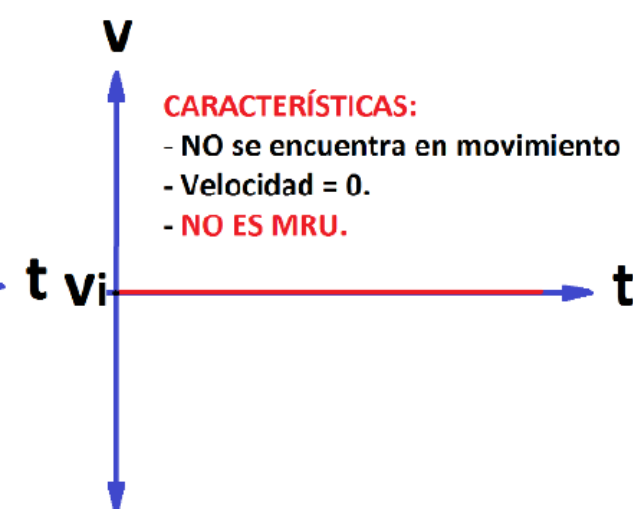 v
CARACTERÍSTICAS:
- NO se encuentra en movimiento
- Velocidad = 0.
- NO ES MRU.
t
vi
t